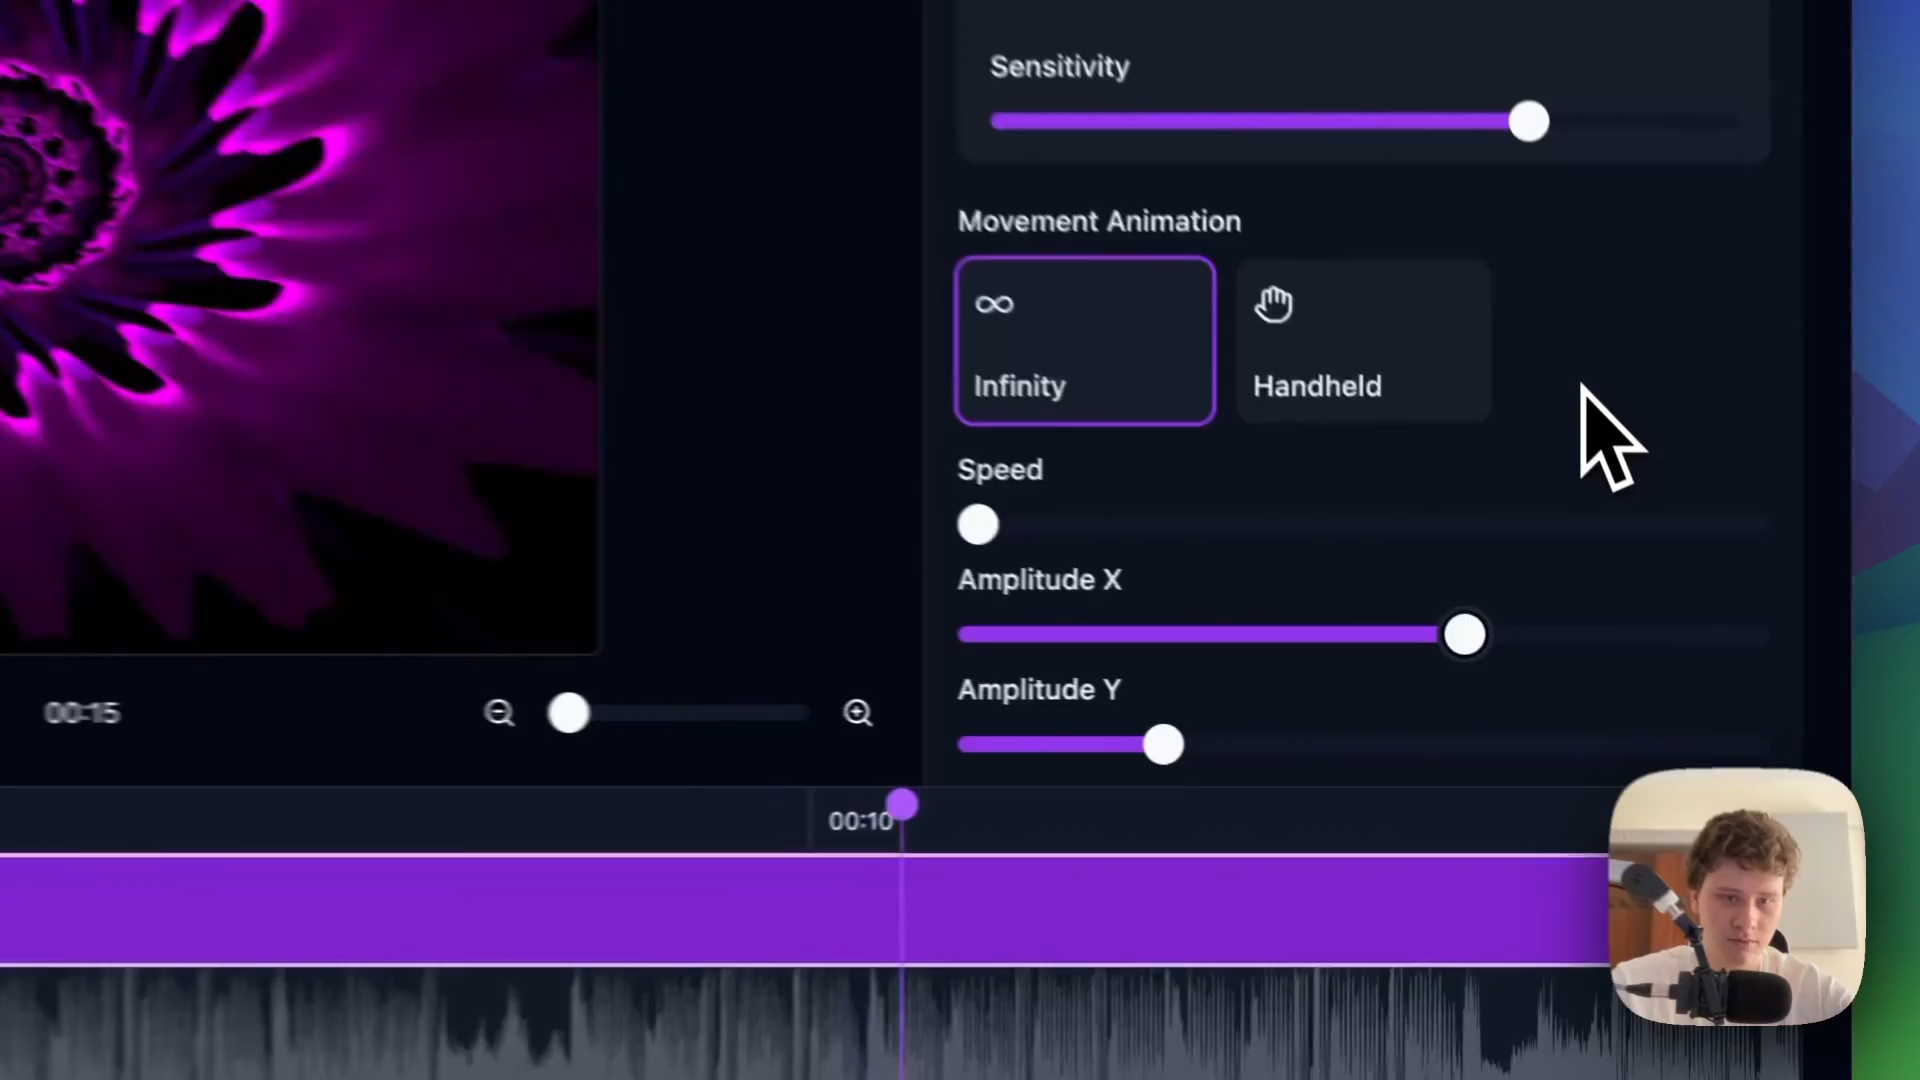 Sensitivity
Movement Animation
Infinity
Handheld
Speed
Amplitude X
Amplitude Y
00:15
00:10